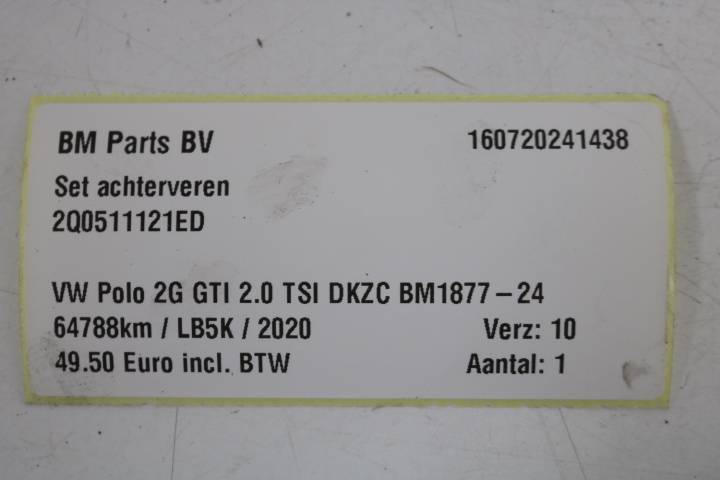 BM Parts BV 160720241438
Set achterveren
2Q0511121ED
VW Polo 2G GTI 2.0 TSI DKZC BM1877-24
64788km / LB5K / 2020 Verz: 10
49.50 Euro incl. BTW Aantal: 1